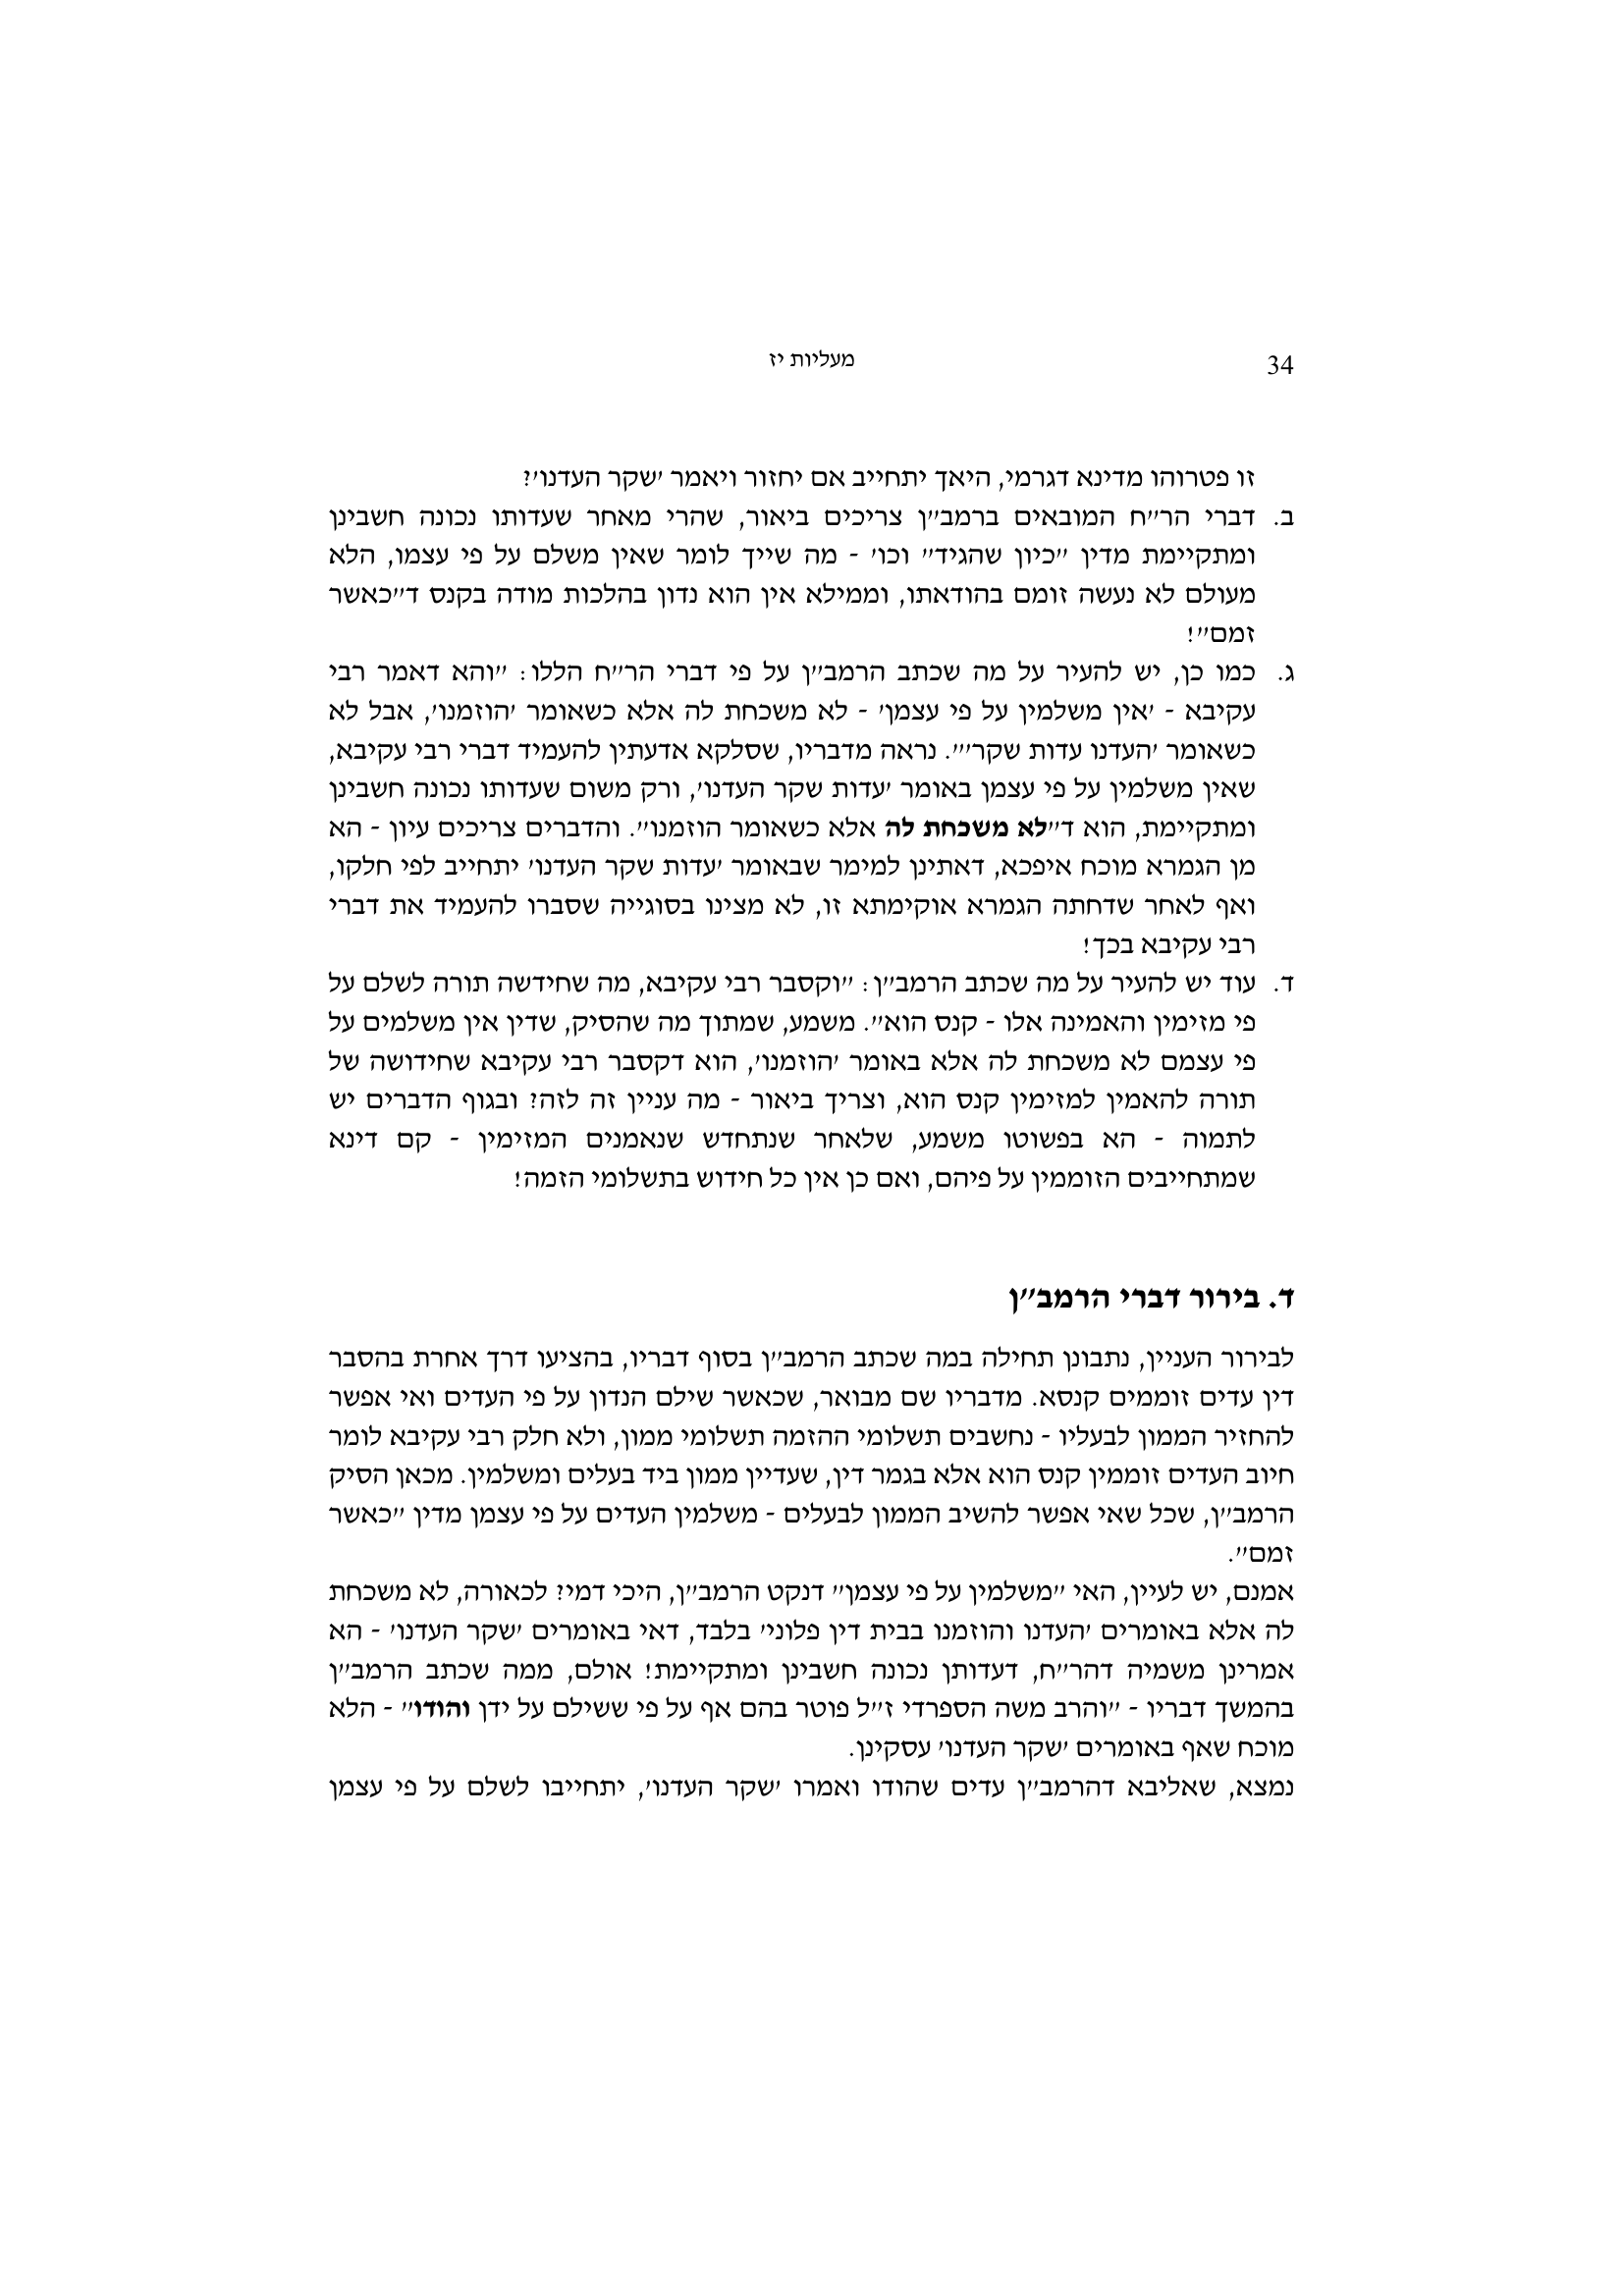 34
מעליות יז
זו פטרוהו מדינא דגרמי, היאך יתחייב אם יחזור ויאמר ׳שקר העדנו׳?
ב. דברי הר״ח המובאים ברמב״ן צריכים ביאור, שהרי מאחר שעדותו נכונה חשבינן
ומתקיימת מדין ״כיון שהגיד״ וכו׳ - מה שייך לומר שאין משלם על פי עצמו, הלא
מעולם לא נעשה זומם בהודאתו, וממילא אין הוא נדון בהלכות מודה בקנס ד״כאשר
זמם״!
ג. כמו כן, יש להעיר על מה שכתב הרמב״ן על פי דברי הר״ח הללו: ״והא דאמר רבי
עקיבא - ׳אין משלמין על פי עצמן׳ - לא משכחת לה אלא כשאומר ׳הוזמנו׳, אבל לא
כשאומר ׳העדנו עדות שקר׳״. נראה מדבריו, שסלקא אדעתין להעמיד דברי רבי עקיבא,
שאין משלמין על פי עצמן באומר ׳עדות שקר העדנו׳, ורק משום שעדותו נכונה חשבינן
ומתקיימת, הוא ד״לא משכחת לה אלא כשאומר הוזמנו״. והדברים צריכים עיון - הא
מן הגמרא מוכח איפכא, דאתינן למימר שבאומר ׳עדות שקר העדנו׳ יתחייב לפי חלקו,
ואף לאחר שדחתה הגמרא אוקימתא זו, לא מצינו בסוגייה שסברו להעמיד את דברי
רבי עקיבא בכך!
ד. עוד יש להעיר על מה שכתב הרמב״ן: ״וקסבר רבי עקיבא, מה שחידשה תורה לשלם על
פי מזימין והאמינה אלו - קנס הוא״. משמע, שמתוך מה שהסיק, שדין אין משלמים על
פי עצמם לא משכחת לה אלא באומר ׳הוזמנו׳, הוא דקסבר רבי עקיבא שחידושה של
תורה להאמין למזימין קנס הוא, וצריך ביאור - מה עניין זה לזה? ובגוף הדברים יש
לתמוה - הא בפשוטו משמע, שלאחר שנתחדש שנאמנים המזימין - קם דינא
שמתחייבים הזוממין על פיהם, ואם כן אין כל חידוש בתשלומי הזמה!
ד. בירור דברי הרמב״ן
לבירור העניין, נתבונן תחילה במה שכתב הרמב״ן בסוף דבריו, בהציעו דרך אחרת בהסבר
דין עדים זוממים קנסא. מדבריו שם מבואר, שכאשר שילם הנדון על פי העדים ואי אפשר
להחזיר הממון לבעליו - נחשבים תשלומי ההזמה תשלומי ממון, ולא חלק רבי עקיבא לומר
חיוב העדים זוממין קנס הוא אלא בגמר דין, שעדיין ממון ביד בעלים ומשלמין. מכאן הסיק
הרמב״ן, שכל שאי אפשר להשיב הממון לבעלים - משלמין העדים על פי עצמן מדין ״כאשר
זמם״.
אמנם, יש לעיין, האי ״משלמין על פי עצמן״ דנקט הרמב״ן, היכי דמי? לכאורה, לא משכחת
לה אלא באומרים ׳העדנו והוזמנו בבית דין פלוני׳ בלבד, דאי באומרים ׳שקר העדנו׳ - הא
אמרינן משמיה דהר״ח, דעדותן נכונה חשבינן ומתקיימת! אולם, ממה שכתב הרמב״ן
בהמשך דבריו - ״והרב משה הספרדי ז״ל פוטר בהם אף על פי ששילם על ידן והודו״ - הלא
מוכח שאף באומרים ׳שקר העדנו׳ עסקינן.
נמצא, שאליבא דהרמב״ן עדים שהודו ואמרו ׳שקר העדנו׳, יתחייבו לשלם על פי עצמן